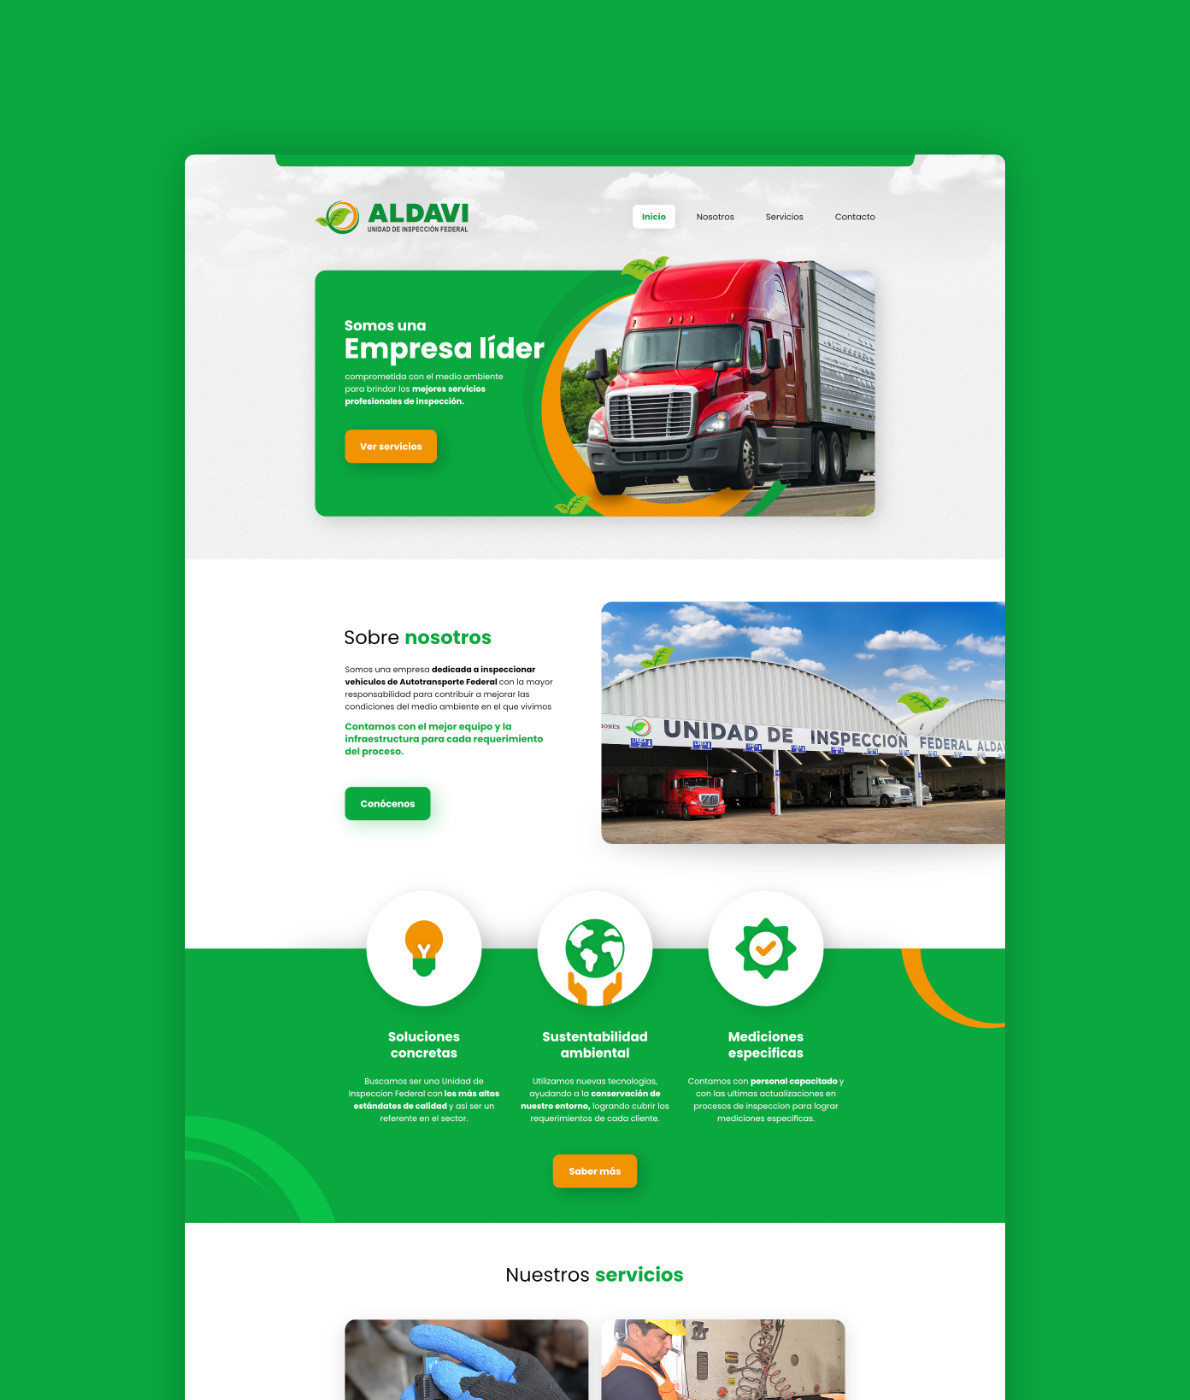 ALDAVI
UNIDAD DE INSPECCIÓN FEDERAL
Inicio
Nosotros
Servicios
Contacto
Somos una
Empresa líder
comprometida con el medio ambiente
para brindar los mejores servicios
profesionales de inspección.
Ver servicios
Sobre nosotros
Somos una empresa dedicada a inspeccionar
vehículos de Autotransporte Federal con la mayor
responsabilidad para contribuir a mejorar las
condiciones del medio ambiente en el que vivimos
Contamos con el mejor equipo y la
infraestructura para cada requerimiento
del proceso.
Conócenos
UNIDAD DE INSPECCION FEDERAL ALDA
Soluciones
concretas
Buscamos ser una Unidad de
Inspeccion Federal con los más altos
estándates de calidad y asi ser un
referente en el sector.
Sustentabilidad
ambiental
Utilizamos nuevas tecnologías,
ayudando a la conservación de
nuestro entorno, logrando cubrir los
requerimientos de cada cliente.
Mediciones
especificas
Contamos con personal capacitado y
con las ultimas actualizaciones en
procesos de inspeccion para lograr
mediciones especificas.
Saber más
Nuestros servicios